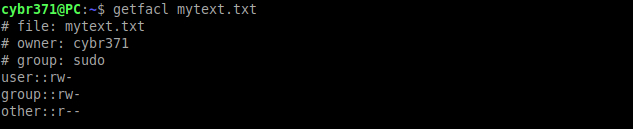 cybr371@PC:~$ getfacl mytext.txt
# file: mytext.txt
# owner: cybr371
# group: sudo
user::rw-
group::rw-
other::r--